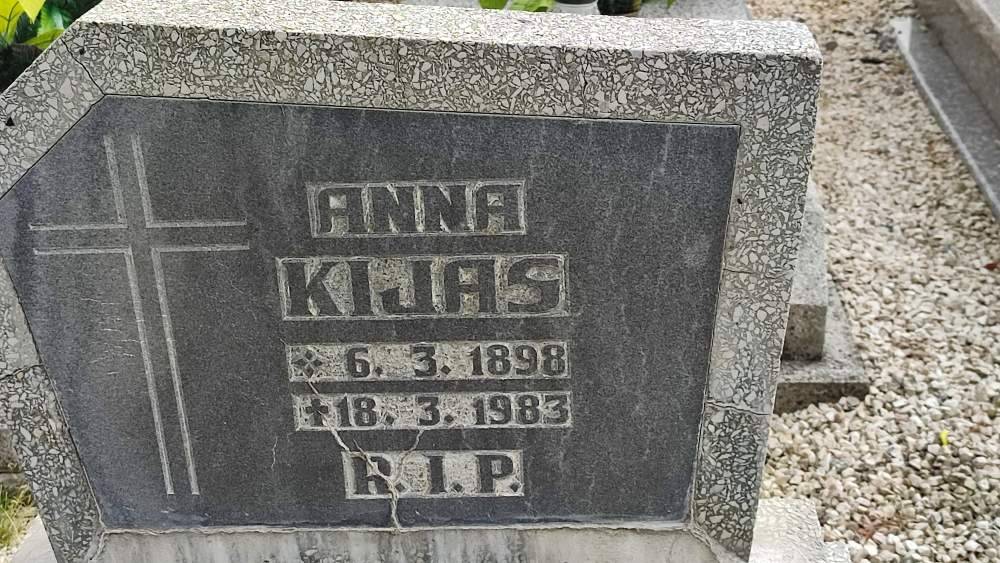 ANNA
KIJAS
✥ 6. 3. 1898
✝ 18. 3. 1983
R. I. P.